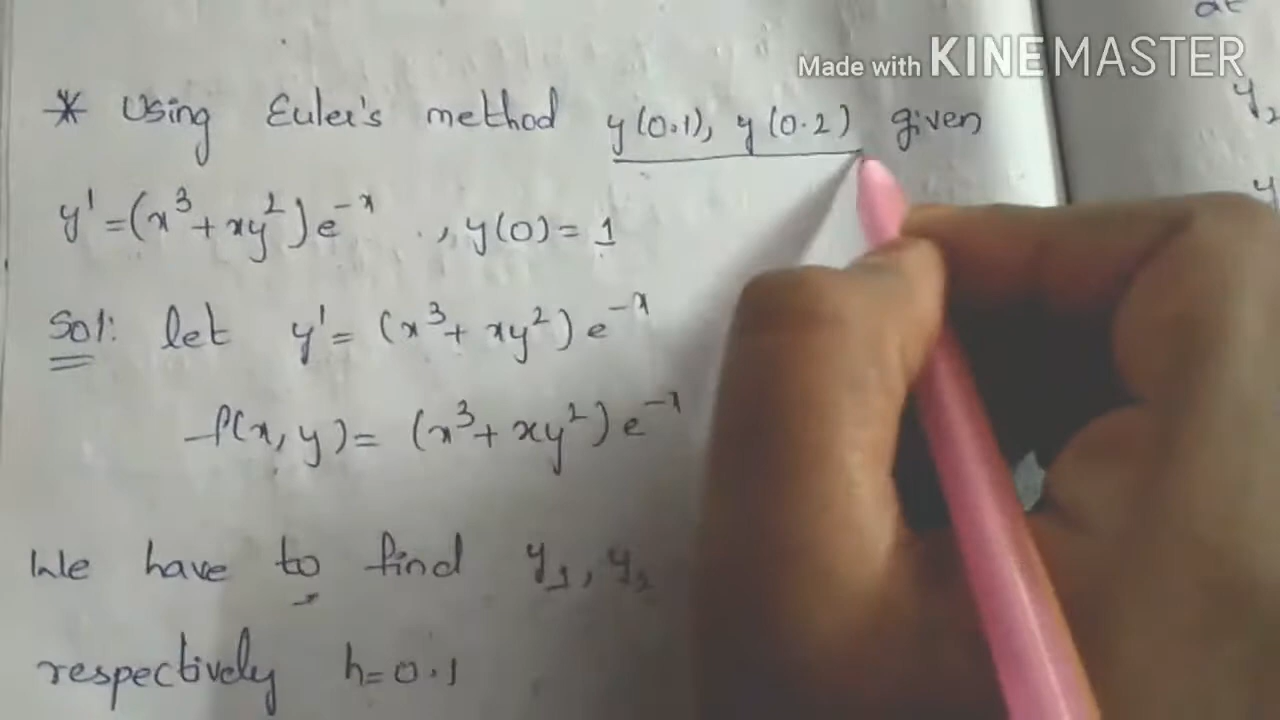 Made with KINEMASTER
* Using Euler's method y(0.1), y(0.2) given
y' = (x³ + xy²) e⁻ˣ , y(0) = 1
Sol: let y' = (x³ + xy²) e⁻ˣ
f(x, y) = (x³ + xy²) e⁻ˣ
We have to find y₁, y₂
respectively h = 0.1
y₂